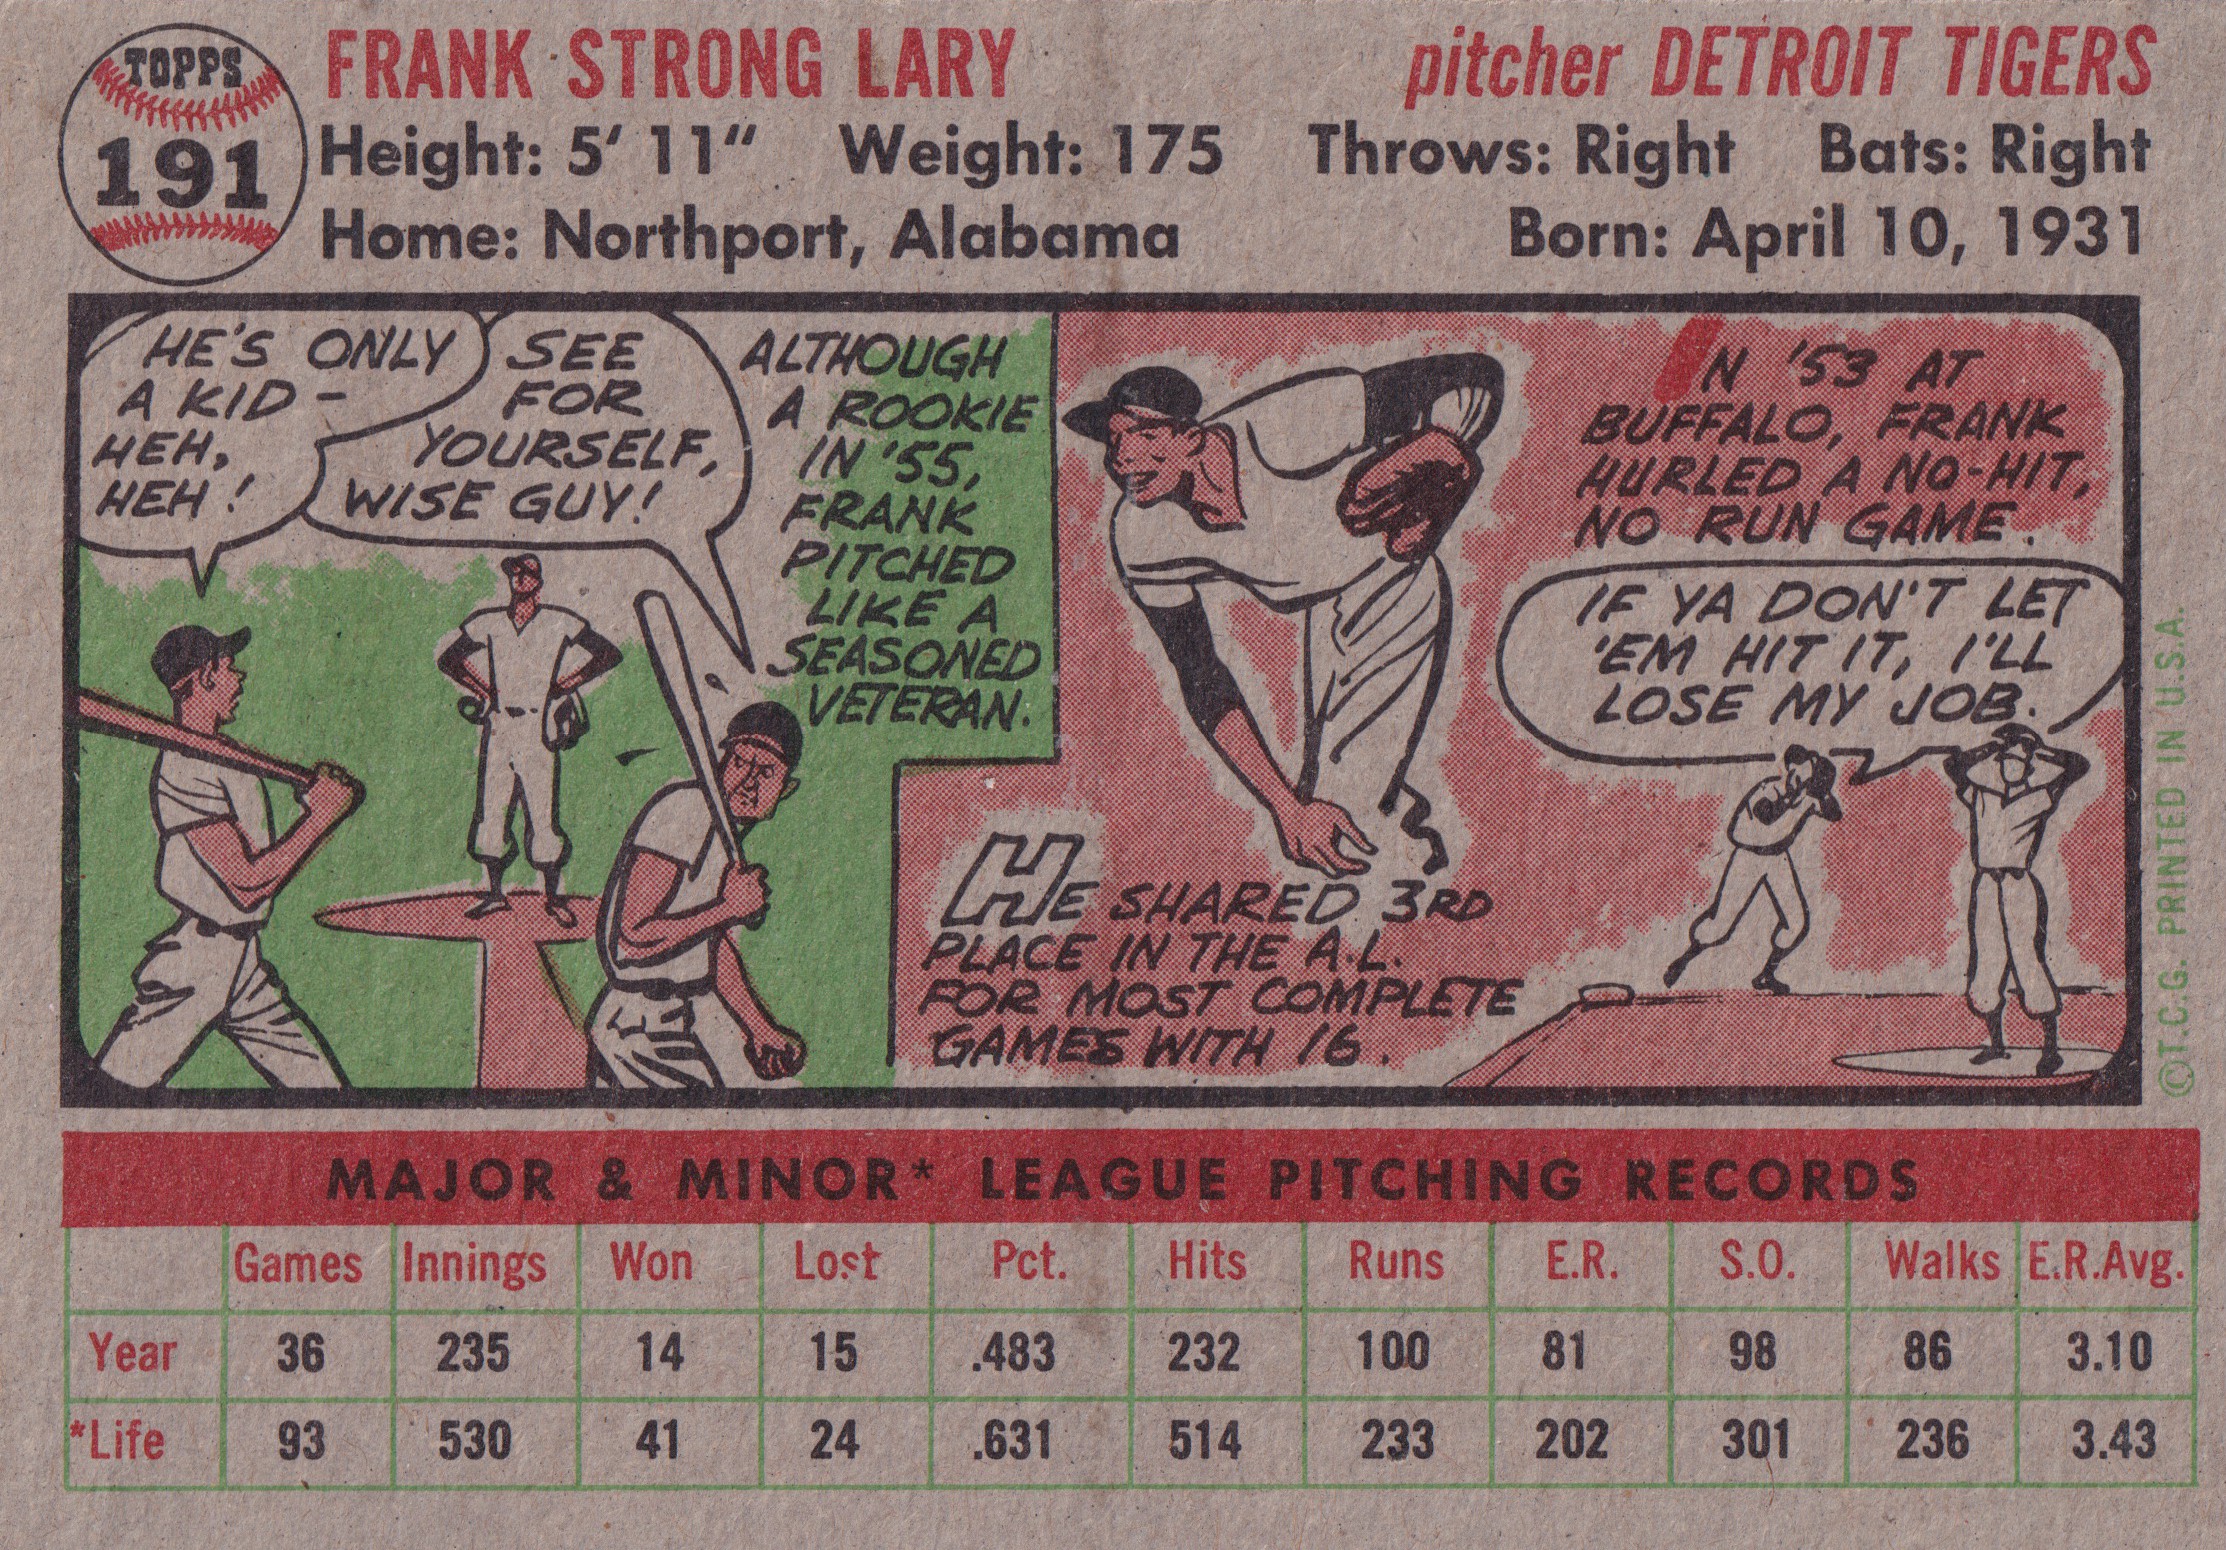 TOPPS
191
FRANK STRONG LARY
pitcher DETROIT TIGERS
Height: 5' 11" Weight: 175 Throws: Right Bats: Right
Home: Northport, Alabama Born: April 10, 1931
HE'S ONLY
A KID -
HEH,
HEH!
SEE
FOR
YOURSELF,
WISE GUY!
ALTHOUGH
A ROOKIE
IN '55,
FRANK
PITCHED
LIKE A
SEASONED
VETERAN.
IN '53 AT
BUFFALO, FRANK
HURLED A NO-HIT,
NO RUN GAME.
IF YA DON'T LET
'EM HIT IT, I'LL
LOSE MY JOB.
HE SHARED 3RD
PLACE IN THE A.L.
FOR MOST COMPLETE
GAMES WITH 16.
©T.C.G. PRINTED IN U.S.A.
MAJOR & MINOR* LEAGUE PITCHING RECORDS
Games Innings Won Lost Pct. Hits Runs E.R. S.O. Walks E.R.Avg.
Year 36 235 14 15 .483 232 100 81 98 86 3.10
*Life 93 530 41 24 .631 514 233 202 301 236 3.43